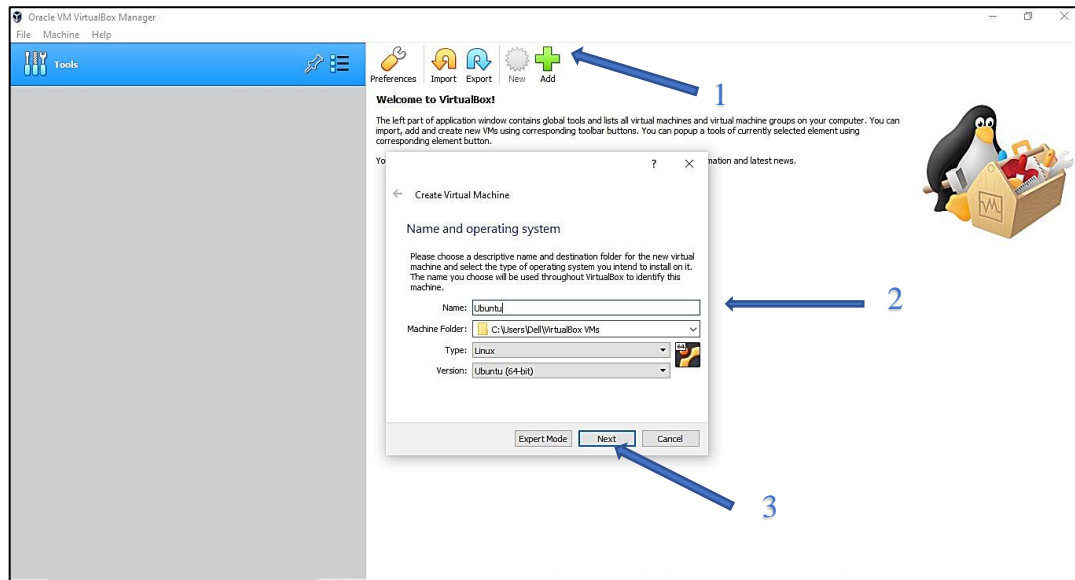 Oracle VM VirtualBox Manager
File Machine Help
Tools
Preferences Import Export New Add
1
Welcome to VirtualBox!
The left part of application window contains global tools and lists all virtual machines and virtual machine groups on your computer. You can
import, add and create new VMs using corresponding toolbar buttons. You can popup a tools of currently selected element using
corresponding element button.
Yo mation and latest news.
?
Create Virtual Machine
Name and operating system
Please choose a descriptive name and destination folder for the new virtual
machine and select the type of operating system you intend to install on it.
The name you choose will be used throughout VirtualBox to identify this
machine.
Name: Ubuntu
2
Machine Folder: C:\Users\Dell\VirtualBox VMs
Type: Linux
64
Version: Ubuntu (64-bit)
Expert Mode Next Cancel
3